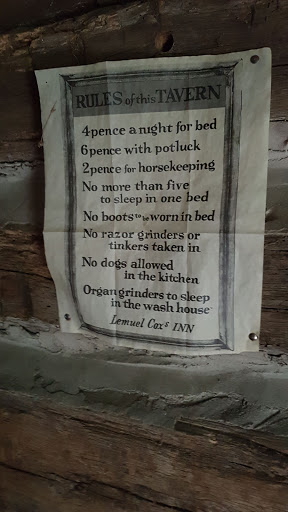 RULES of this TAVERN
4pence a night for bed
6pence with potluck
2pence for horsekeeping
No more than five
to sleep in one bed
No boots to be worn in bed
No razor grinders or
tinkers taken in
No dogs allowed
in the kitchen
Organ grinders to sleep
in the wash house
Lemuel Cox's INN